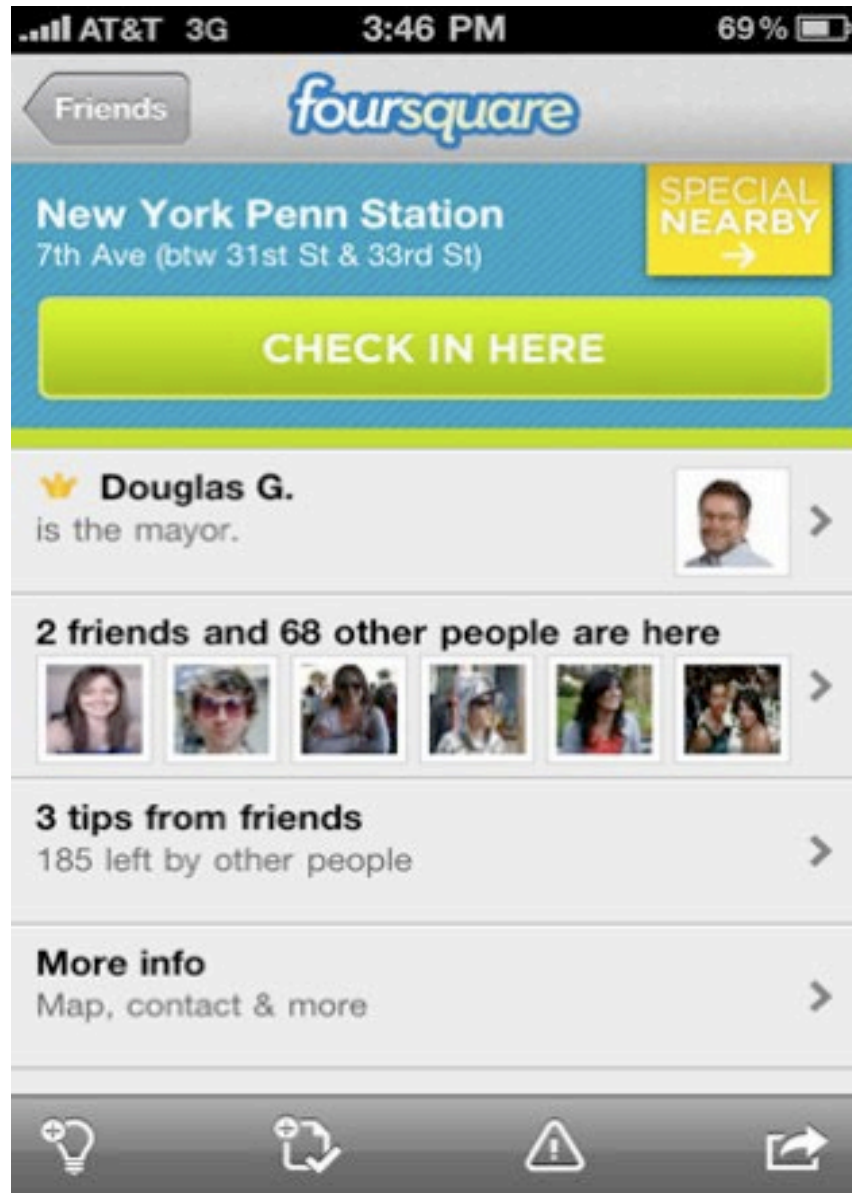 AT&T 3G 3:46 PM 69%
Friends foursquare
New York Penn Station
7th Ave (btw 31st St & 33rd St)
SPECIAL
NEARBY
CHECK IN HERE
Douglas G.
is the mayor.
2 friends and 68 other people are here
3 tips from friends
185 left by other people
More info
Map, contact & more